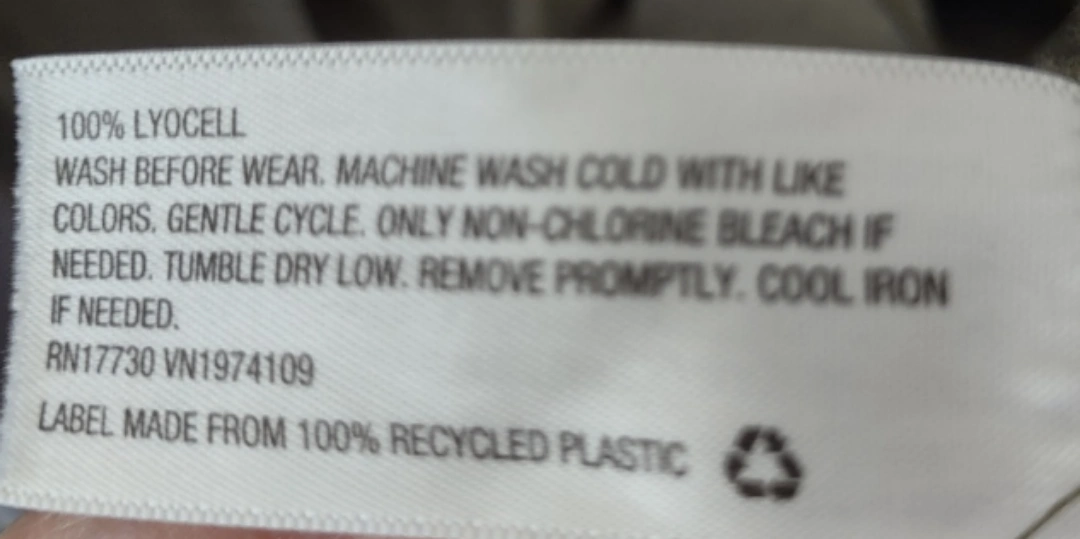 100% LYOCELL
WASH BEFORE WEAR. MACHINE WASH COLD WITH LIKE
COLORS. GENTLE CYCLE. ONLY NON-CHLORINE BLEACH IF
NEEDED. TUMBLE DRY LOW. REMOVE PROMPTLY. COOL IRON
IF NEEDED.
RN17730 VN1974109
LABEL MADE FROM 100% RECYCLED PLASTIC